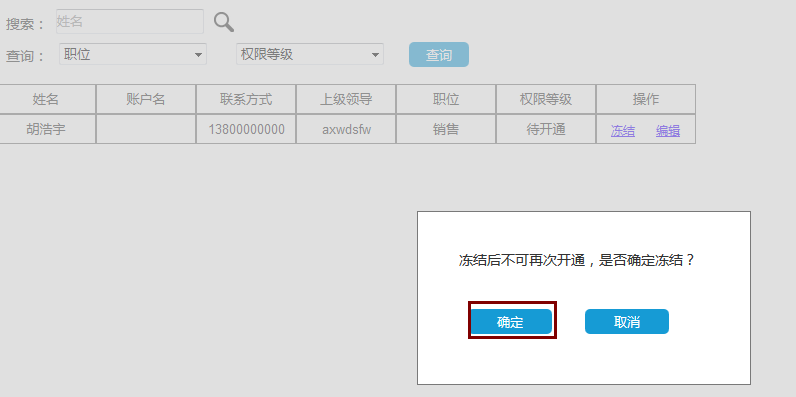 搜索： 姓名
查询： 职位 权限等级 查询
姓名 账户名 联系方式 上级领导 职位 权限等级 操作
胡浩宇 13800000000 axwdsfw 销售 待开通 冻结 编辑
冻结后不可再次开通，是否确定冻结？
确定 取消